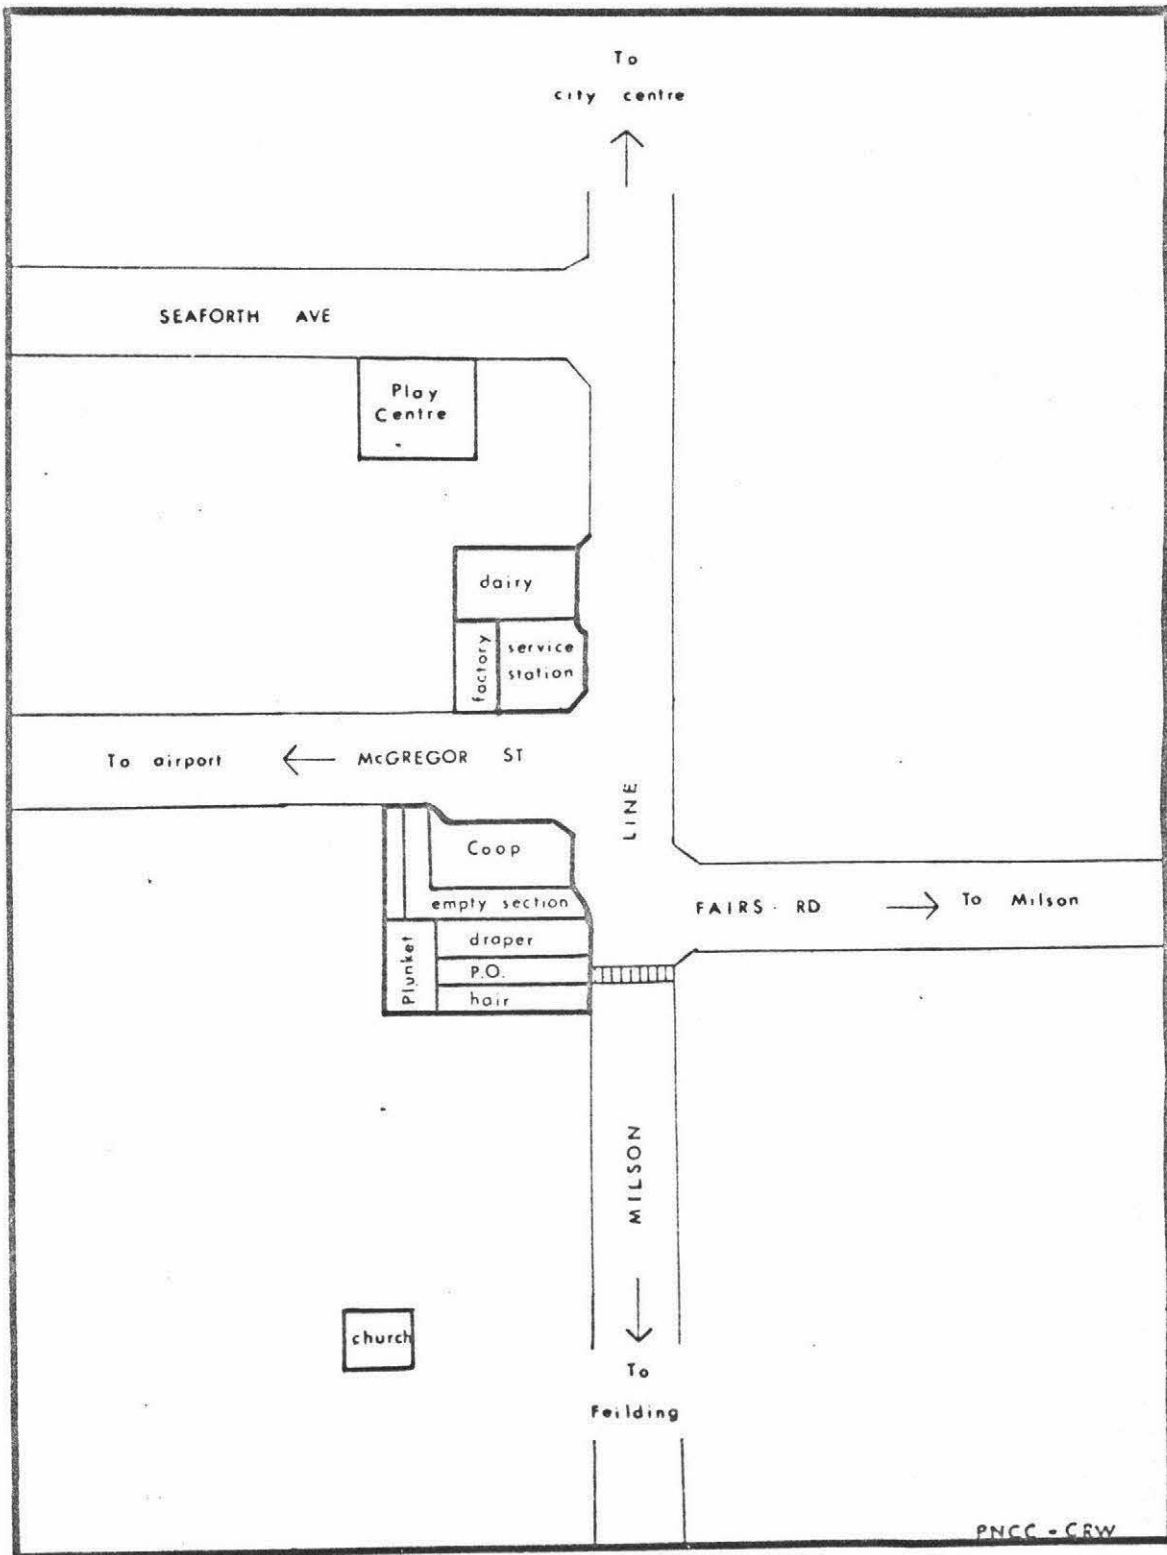 To
city centre
SEAFORTH AVE
Play
Centre
dairy
factory
service
station
To airport
McGREGOR ST
LINE
Coop
empty section
FAIRS RD
To Milson
Plunket
draper
P.O.
hair
MILSON
church
To
Feilding
PNCC - CRW